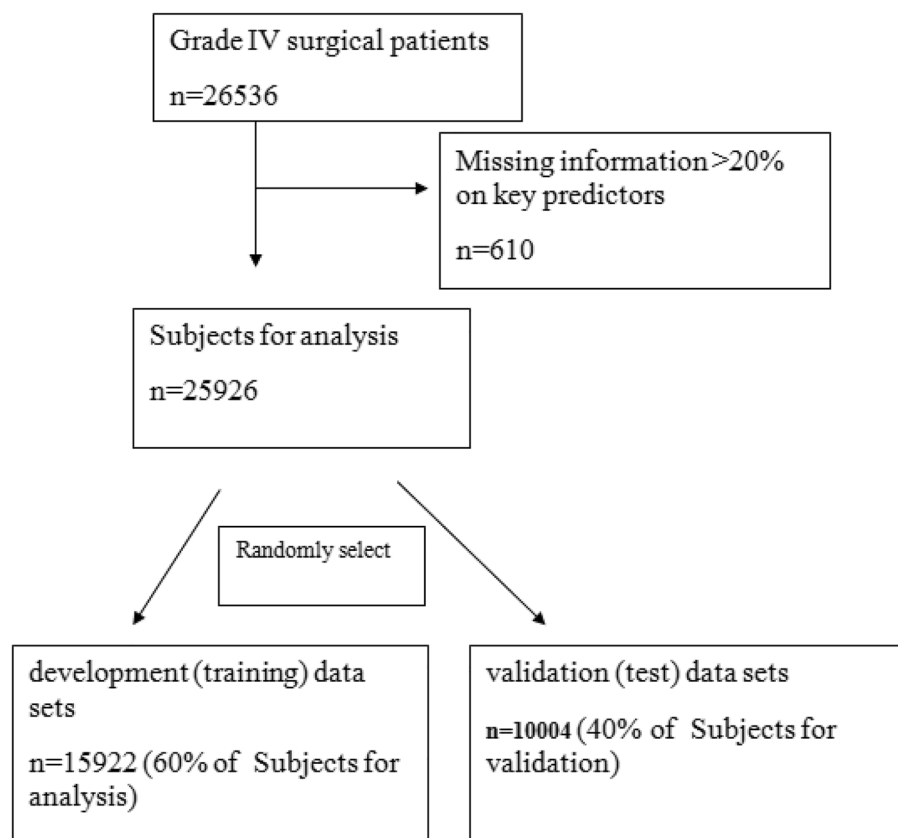 Grade IV surgical patients
n=26536
Missing information >20%
on key predictors
n=610
Subjects for analysis
n=25926
Randomly select
development (training) data
sets
n=15922 (60% of Subjects for
analysis)
validation (test) data sets
n=10004 (40% of Subjects for
validation)